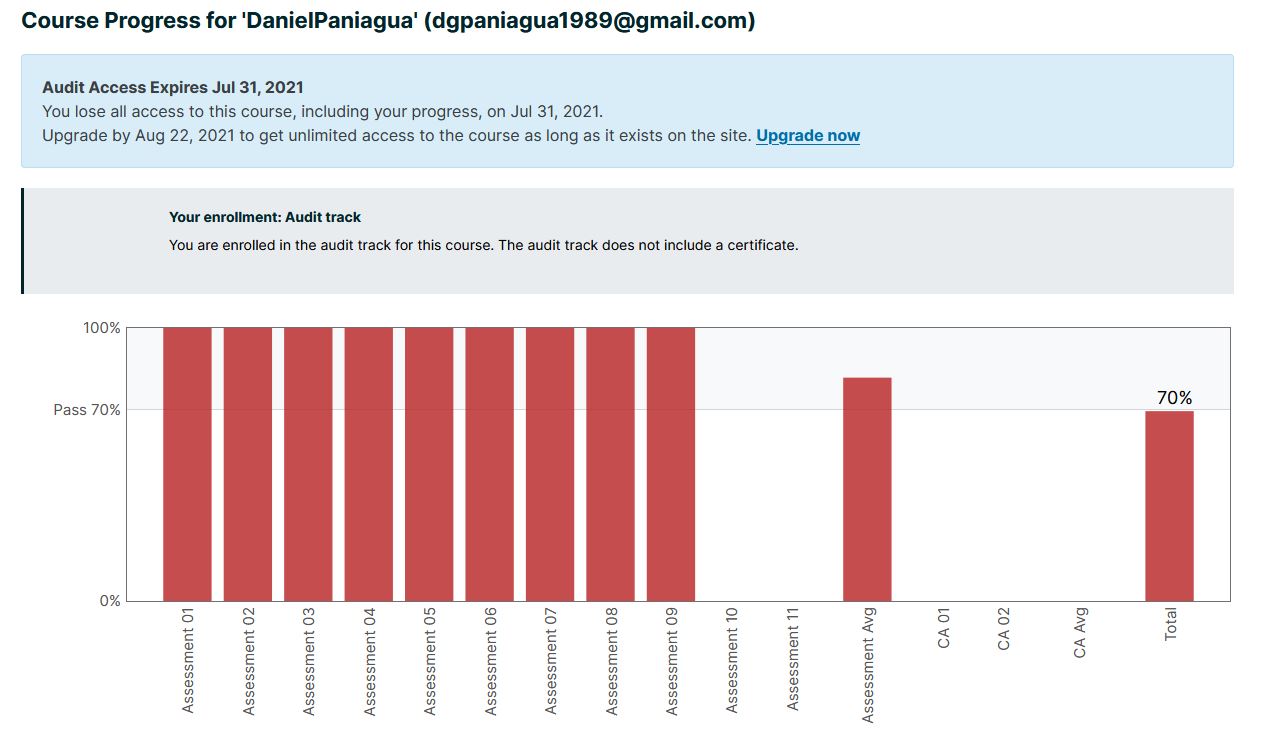 Course Progress for 'DanielPaniagua' (dgpaniagua1989@gmail.com)
Audit Access Expires Jul 31, 2021
You lose all access to this course, including your progress, on Jul 31, 2021.
Upgrade by Aug 22, 2021 to get unlimited access to the course as long as it exists on the site. Upgrade now
Your enrollment: Audit track
You are enrolled in the audit track for this course. The audit track does not include a certificate.
100%
Pass 70%
0%
70%
Assessment 01
Assessment 02
Assessment 03
Assessment 04
Assessment 05
Assessment 06
Assessment 07
Assessment 08
Assessment 09
Assessment 10
Assessment 11
Assessment Avg
CA 01
CA 02
CA Avg
Total